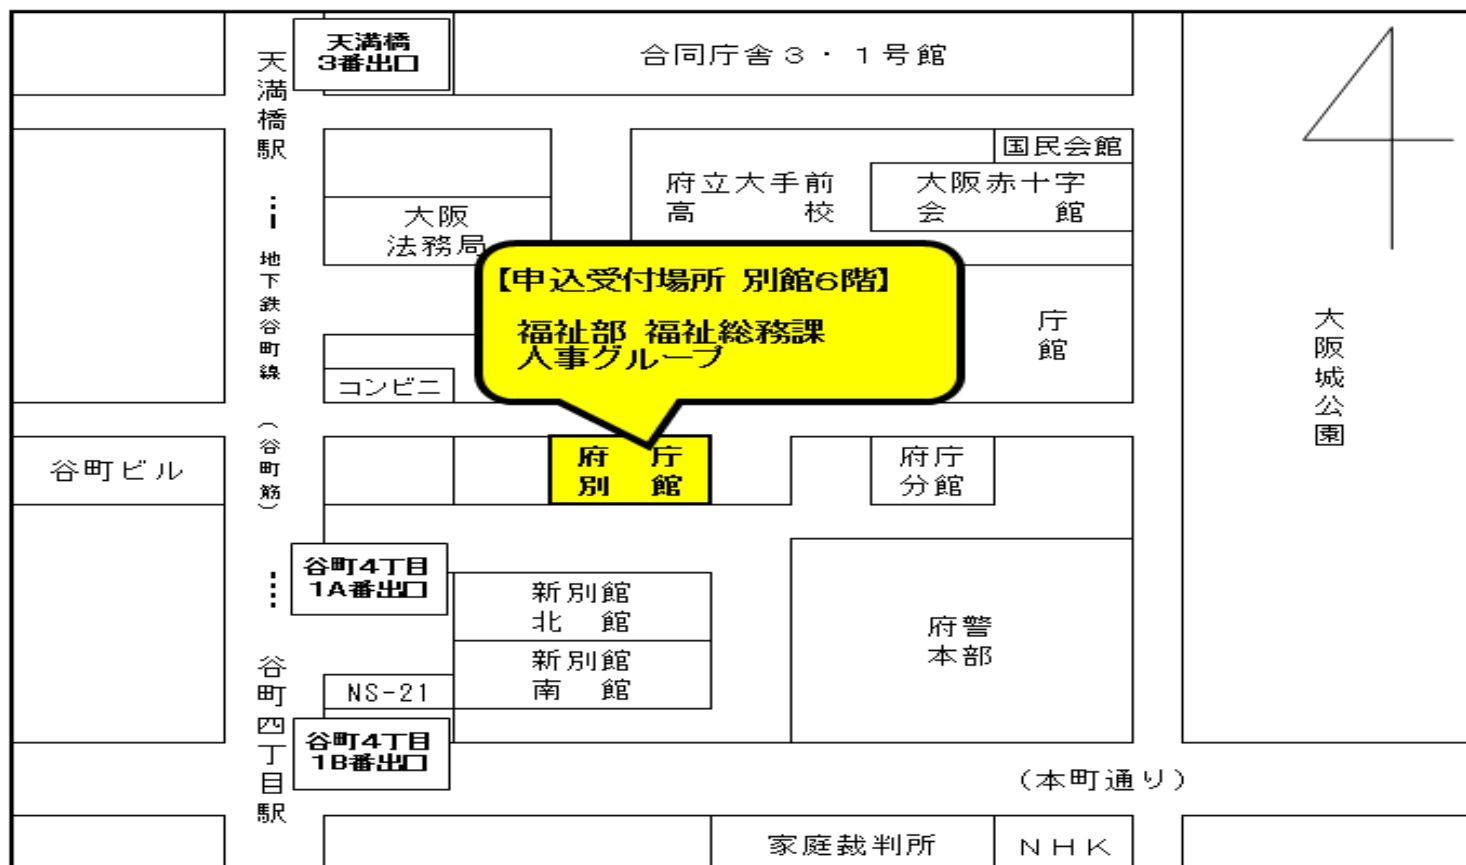 天満橋
3番出口
合同庁舎３・１号館
天満橋駅
国民会館
府立大手前
高　　校
大阪赤十字
会　　館
大阪
法務局
地下鉄谷町線
（谷町筋）
【申込受付場所 別館6階】
福祉部 福祉総務課
人事グループ
庁
館
大阪城公園
コンビニ
谷町ビル
府　庁
別　館
府庁
分館
谷町4丁目
1A番出口
新別館
北　館
府警
本部
新別館
南　館
谷町四丁目駅
NS-21
谷町4丁目
1B番出口
（本町通り）
家庭裁判所
ＮＨＫ